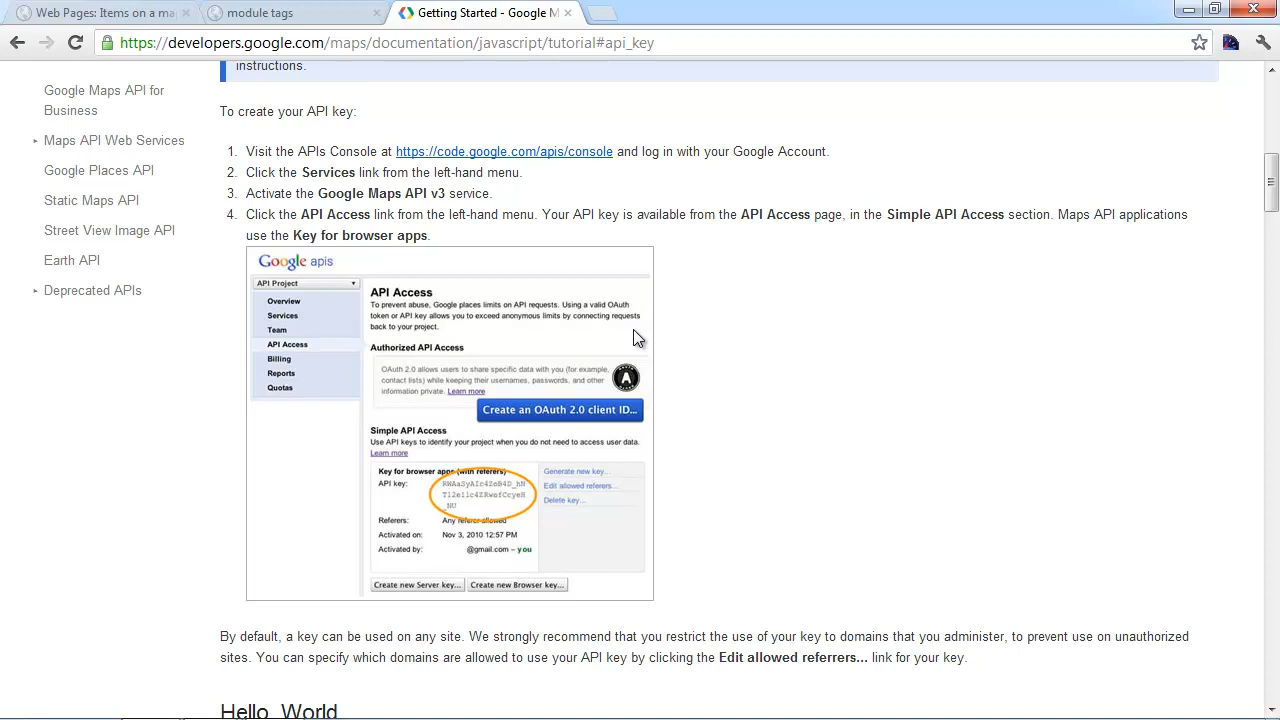 Web Pages: Items on a ma
module tags
Getting Started - Google M
https://developers.google.com/maps/documentation/javascript/tutorial#api_key
instructions.
Google Maps API for
Business
Maps API Web Services
Google Places API
Static Maps API
Street View Image API
Earth API
Deprecated APIs
To create your API key:
1. Visit the APIs Console at https://code.google.com/apis/console and log in with your Google Account.
2. Click the Services link from the left-hand menu.
3. Activate the Google Maps API v3 service.
4. Click the API Access link from the left-hand menu. Your API key is available from the API Access page, in the Simple API Access section. Maps API applications
use the Key for browser apps.
Google apis
API Project
Overview
Services
Team
API Access
Billing
Reports
Quotas
API Access
To prevent abuse, Google places limits on API requests. Using a valid OAuth
token or API key allows you to exceed anonymous limits by connecting requests
back to your project.
Authorized API Access
OAuth 2.0 allows users to share specific data with you (for example,
contact lists) while keeping their usernames, passwords, and other
information private. Learn more
A
Create an OAuth 2.0 client ID...
Simple API Access
Use API keys to identify your project when you do not need to access user data.
Learn more
Key for browser apps (with referers)
API key:
Referers: Any referer allowed
Activated on: Nov 3, 2010 12:57 PM
Activated by: @gmail.com – you
Generate new key...
Edit allowed referers...
Delete key...
Create new Server key... Create new Browser key...
By default, a key can be used on any site. We strongly recommend that you restrict the use of your key to domains that you administer, to prevent use on unauthorized
sites. You can specify which domains are allowed to use your API key by clicking the Edit allowed referrers... link for your key.
Hello, World